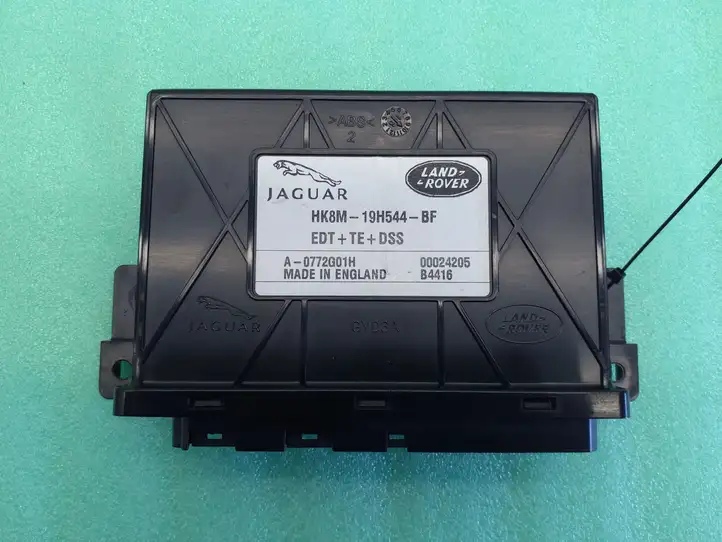 >ABS<
2
JAGUAR
LAND ROVER
HK8M-19H544-BF
EDT+TE+DSS
A-0772G01H 00024205
MADE IN ENGLAND B4416
JAGUAR
LAND ROVER